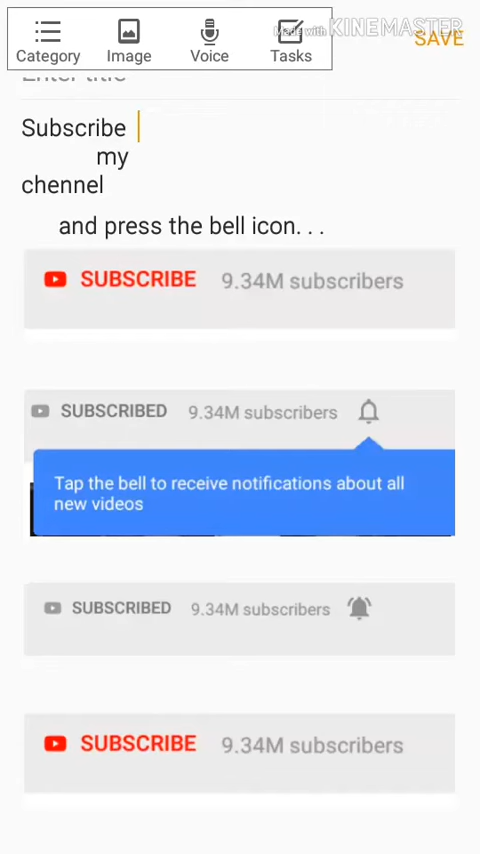 Category Image Voice Tasks
Made with KINEMASTER
SAVE
Enter title
Subscribe
my
chennel
and press the bell icon. . .
SUBSCRIBE 9.34M subscribers
SUBSCRIBED 9.34M subscribers
Tap the bell to receive notifications about all
new videos
SUBSCRIBED 9.34M subscribers
SUBSCRIBE 9.34M subscribers